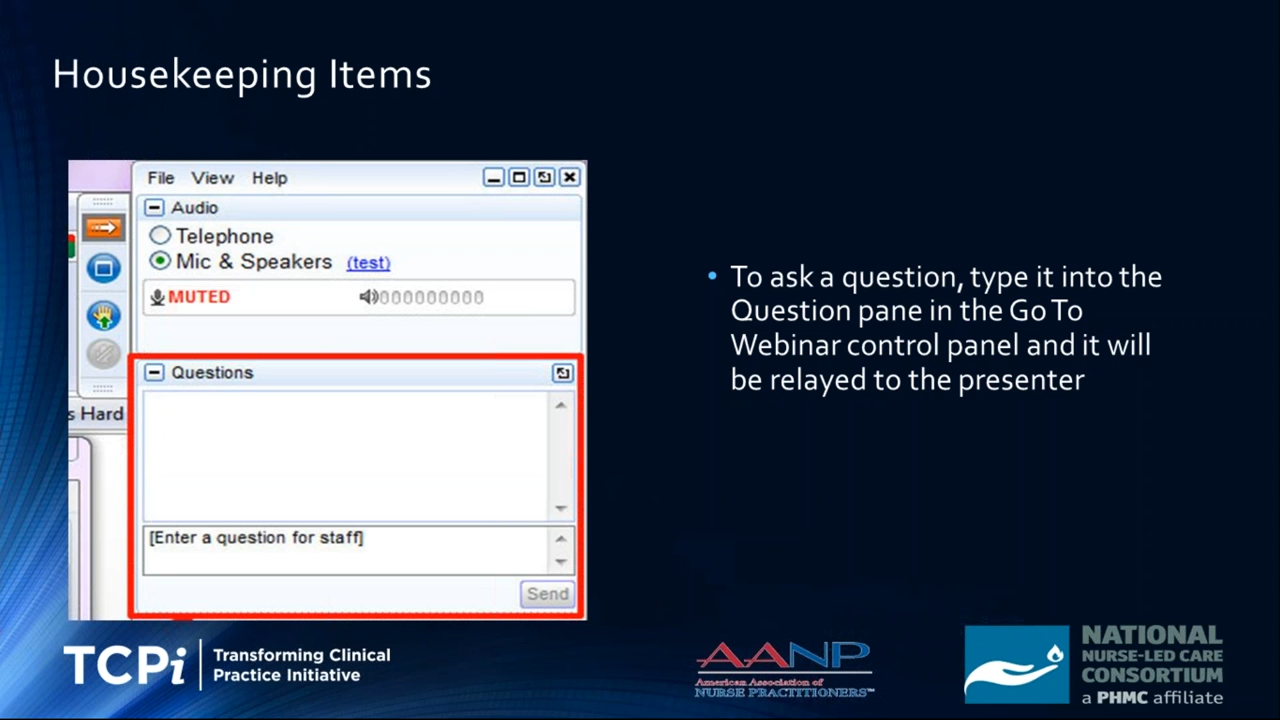 Housekeeping Items
File View Help
Audio
Telephone
Mic & Speakers (test)
MUTED
000000000
Questions
s Hard
[Enter a question for staff]
Send
• To ask a question, type it into the
Question pane in the Go To
Webinar control panel and it will
be relayed to the presenter
TCPi
Transforming Clinical
Practice Initiative
AANP
American Association of
NURSE PRACTITIONERS™
NATIONAL
NURSE-LED CARE
CONSORTIUM
a PHMC affiliate